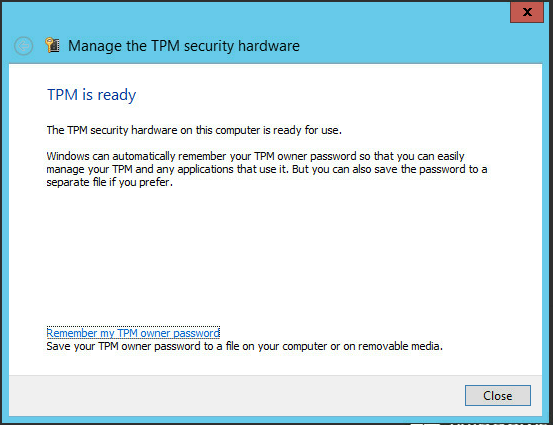 x
Manage the TPM security hardware
TPM is ready
The TPM security hardware on this computer is ready for use.
Windows can automatically remember your TPM owner password so that you can easily
manage your TPM and any applications that use it. But you can also save the password to a
separate file if you prefer.
Remember my TPM owner password
Save your TPM owner password to a file on your computer or on removable media.
Close